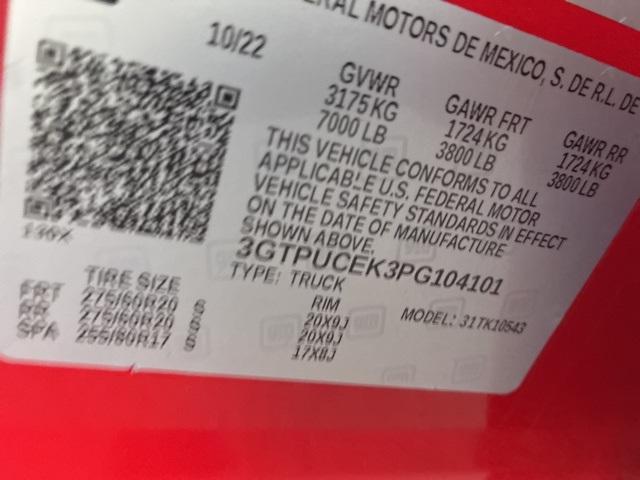 ERAL MOTORS DE MEXICO, S. DE R.L. DE
10/22
GVWR GAWR FRT GAWR RR
3175 KG 1724 KG 1724 KG
7000 LB 3800 LB 3800 LB
THIS VEHICLE CONFORMS TO ALL
APPLICABLE U.S. FEDERAL MOTOR
VEHICLE SAFETY STANDARDS IN EFFECT
ON THE DATE OF MANUFACTURE
SHOWN ABOVE.
3GTPUCEK3PG104101
TYPE: TRUCK MODEL: 31TK10543
TIRE SIZE RIM
FRT 275/60R20 S 20X9J
RR 275/60R20 S 20X9J
SPA 255/80R17 S 17X8J